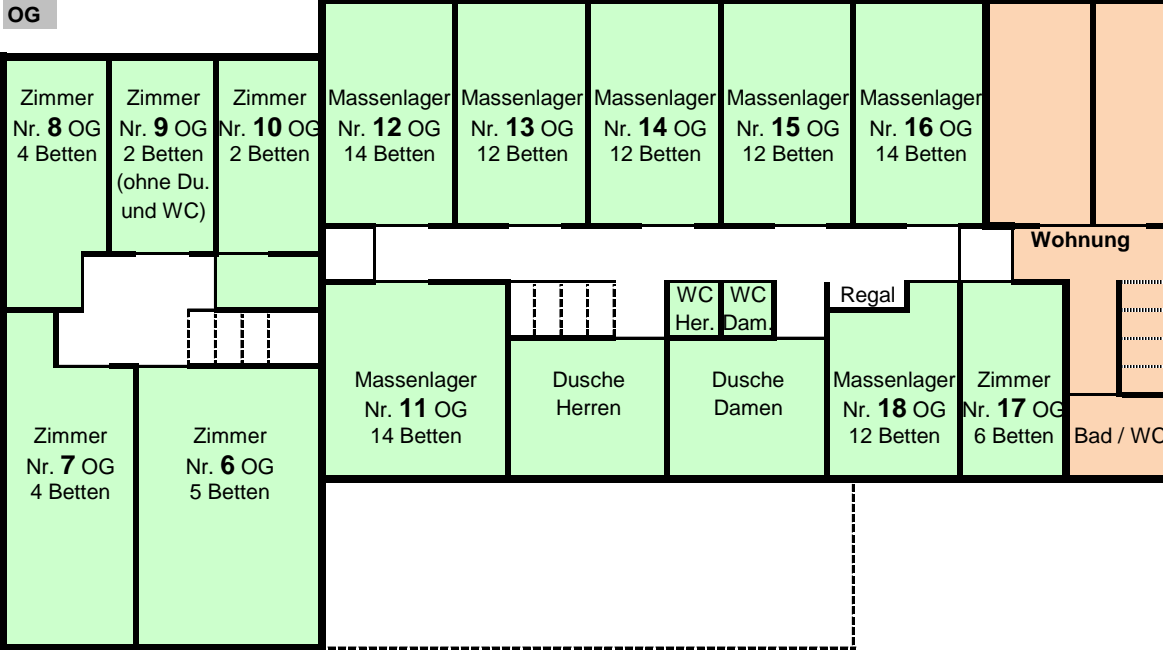 OG
Zimmer
Nr. 8 OG
4 Betten
Zimmer
Nr. 9 OG
2 Betten
(ohne Du.
und WC)
Zimmer
Nr. 10 OG
2 Betten
Massenlager
Nr. 12 OG
14 Betten
Massenlager
Nr. 13 OG
12 Betten
Massenlager
Nr. 14 OG
12 Betten
Massenlager
Nr. 15 OG
12 Betten
Massenlager
Nr. 16 OG
14 Betten
Wohnung
WC
Her.
WC
Dam.
Regal
Massenlager
Nr. 11 OG
14 Betten
Dusche
Herren
Dusche
Damen
Massenlager
Nr. 18 OG
12 Betten
Zimmer
Nr. 17 OG
6 Betten
Bad / WC
Zimmer
Nr. 7 OG
4 Betten
Zimmer
Nr. 6 OG
5 Betten